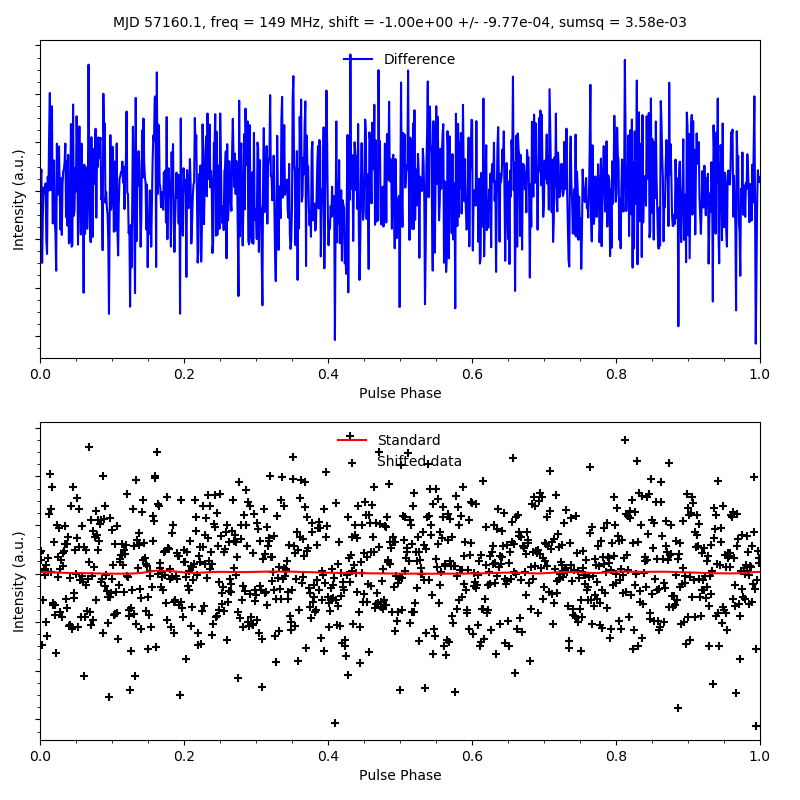 MJD 57160.1, freq = 149 MHz, shift = -1.00e+00 +/- -9.77e-04, sumsq = 3.58e-03
Difference
Intensity (a.u.)
0.0 0.2 0.4 0.6 0.8 1.0
Pulse Phase
Standard
Shifted data
Intensity (a.u.)
0.0 0.2 0.4 0.6 0.8 1.0
Pulse Phase